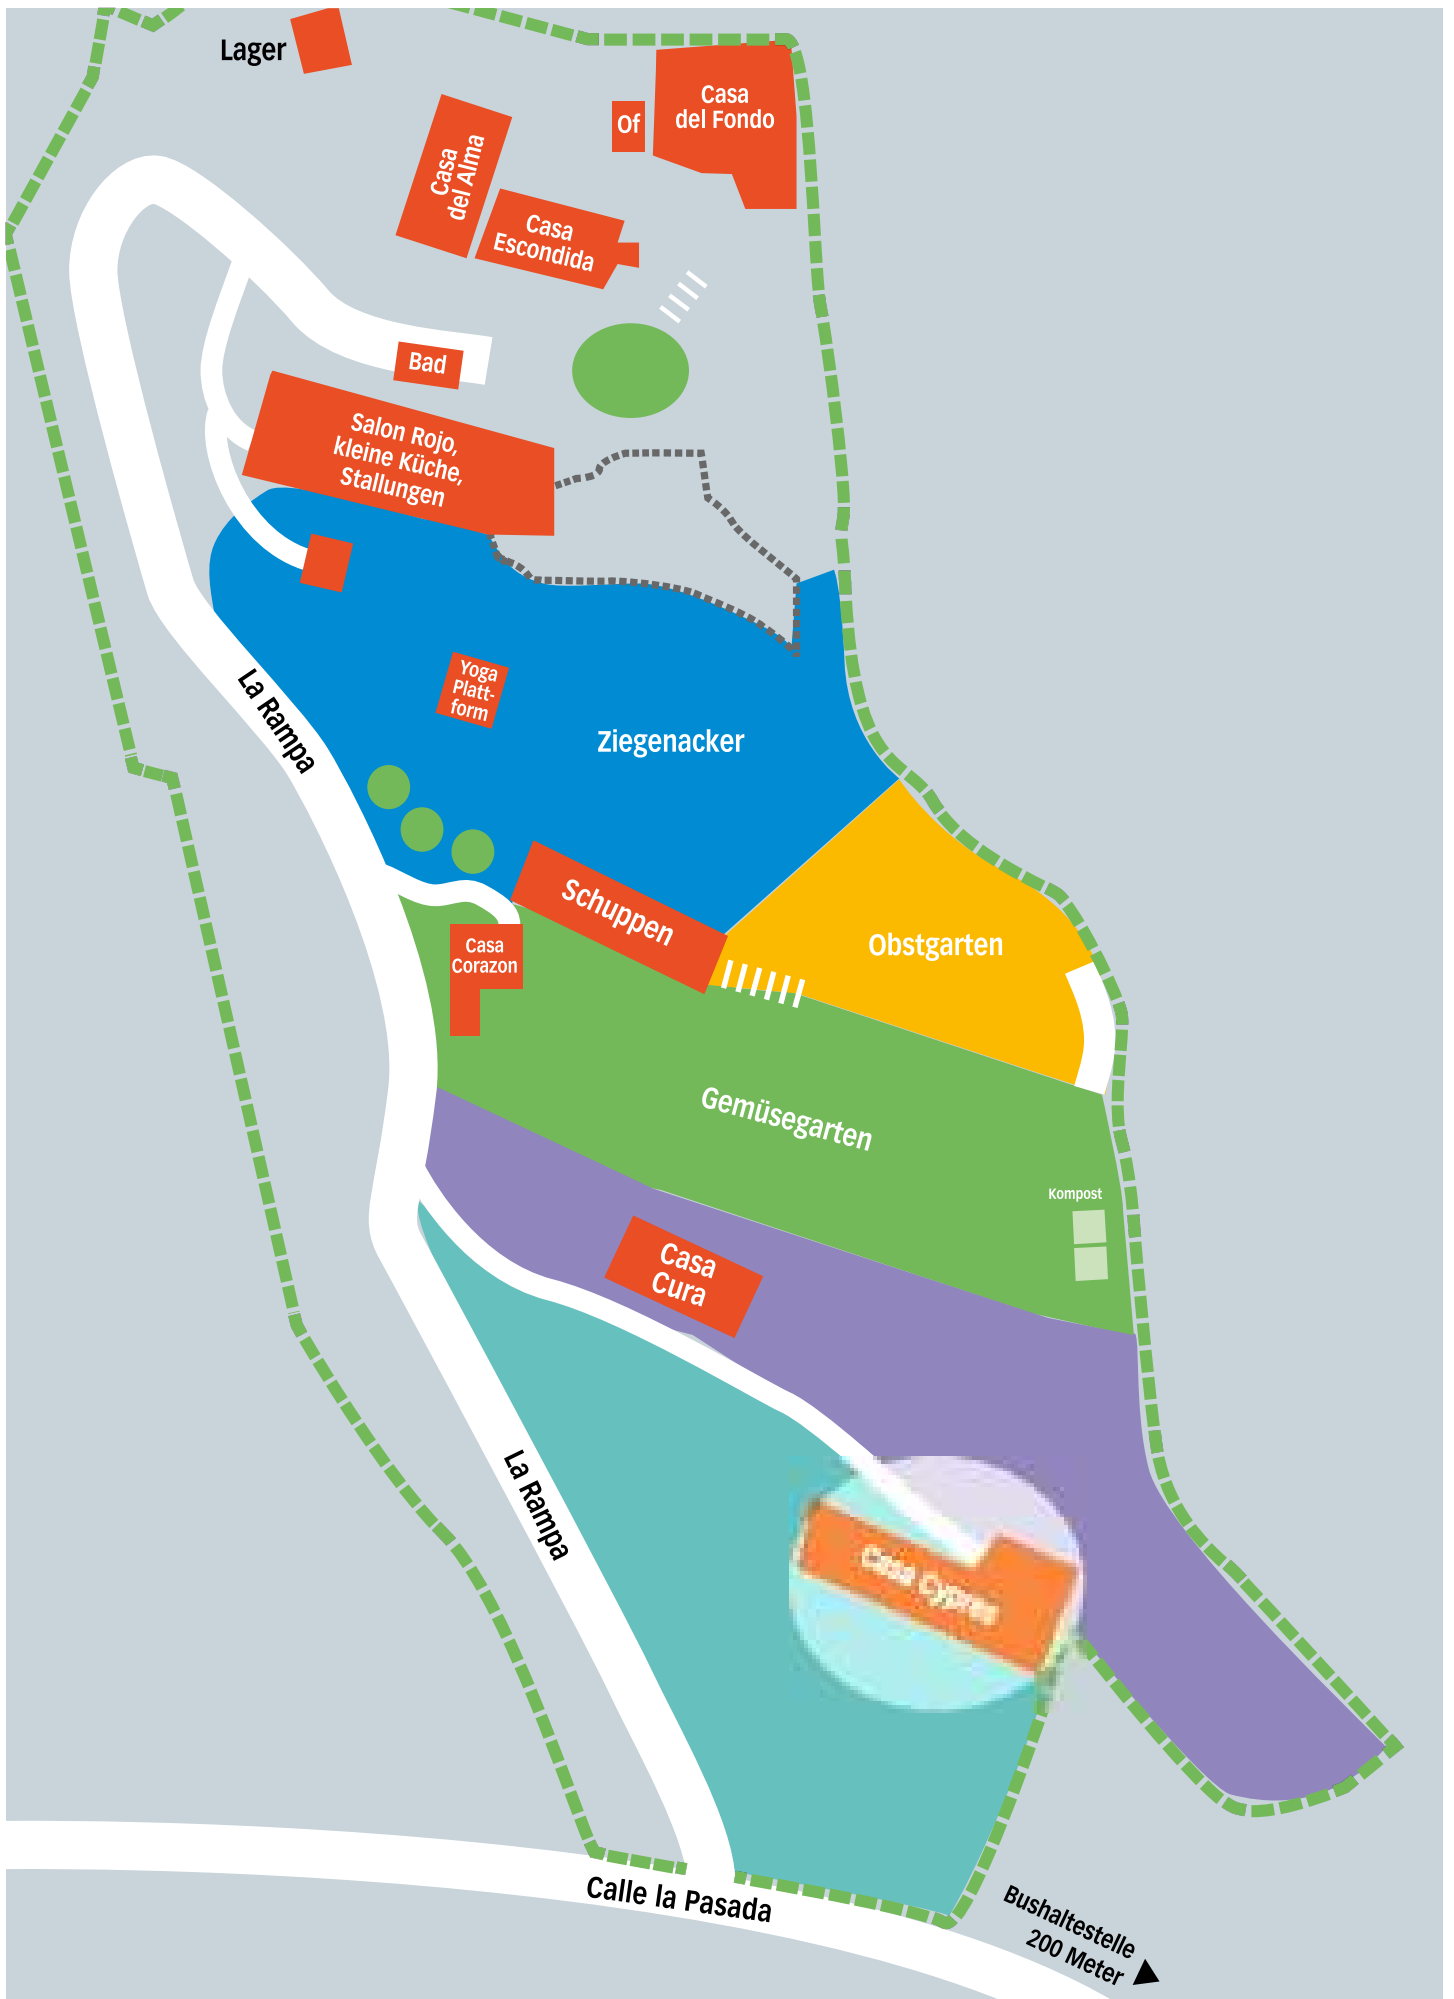 Lager
Casa
del Fondo
Of
Casa
del Alma
Casa
Escondida
Bad
Salon Rojo,
kleine Küche,
Stallungen
La Rampa
Yoga
Platt-
form
Ziegenacker
Schuppen
Obstgarten
Casa
Corazon
Gemüsegarten
Kompost
Casa
Cura
La Rampa
Casa Cypres
Calle la Pasada
Bushaltestelle
200 Meter